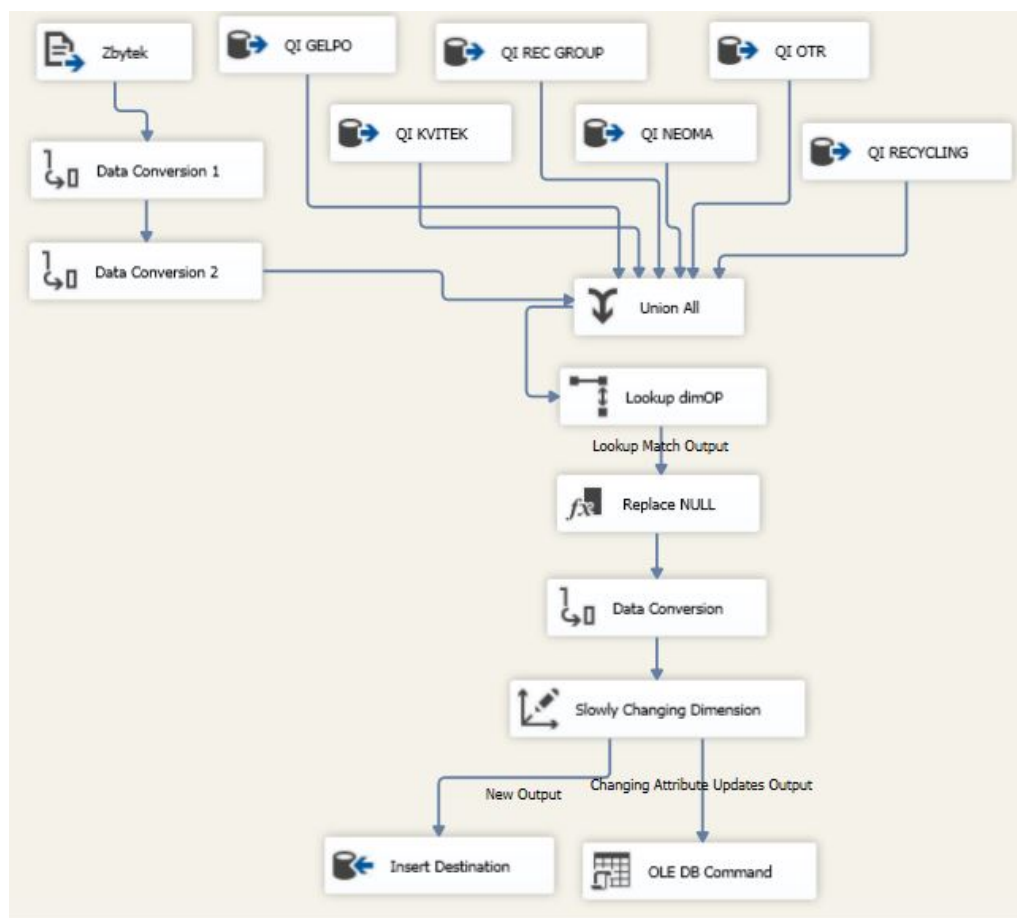 Zbytek
QI GELPO
QI REC GROUP
QI OTR
QI KVITEK
QI NEOMA
QI RECYCLING
Data Conversion 1
Data Conversion 2
Union All
Lookup dimOP
Lookup Match Output
Replace NULL
Data Conversion
Slowly Changing Dimension
New Output
Changing Attribute Updates Output
Insert Destination
OLE DB Command